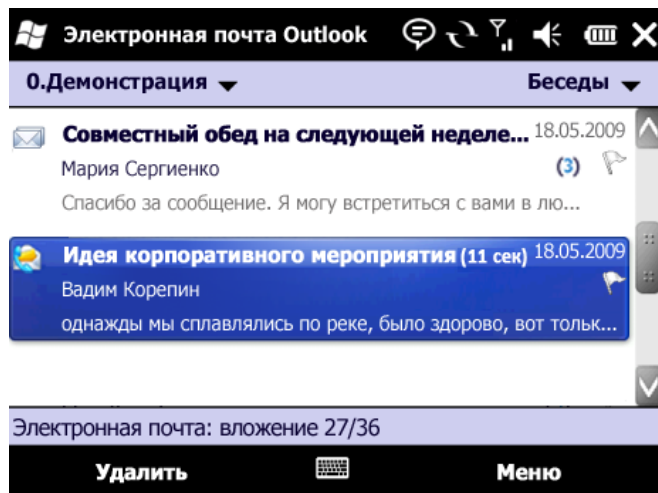 Электронная почта Outlook
0.Демонстрация
Беседы
Совместный обед на следующей неделе... 18.05.2009
Мария Сергиенко (3)
Спасибо за сообщение. Я могу встретиться с вами в лю...
Идея корпоративного мероприятия (11 сек) 18.05.2009
Вадим Корепин
однажды мы сплавлялись по реке, было здорово, вот тольк...
Электронная почта: вложение 27/36
Удалить
Меню